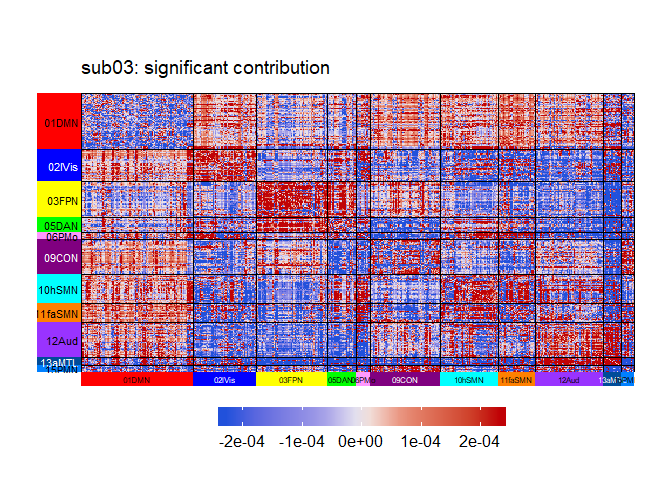 sub03: significant contribution
01DMN
02lVis
03FPN
05DAN
06PMo
09CON
10hSMN
11faSMN
12Aud
13aMTL
01DMN
02lVis
03FPN
05DAN
09CON
10hSMN
11faSMN
12Aud
-2e-04 -1e-04 0e+00 1e-04 2e-04